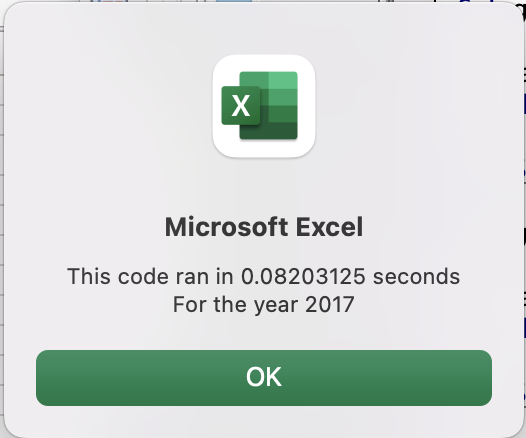 X
Microsoft Excel
This code ran in 0.08203125 seconds
For the year 2017
OK